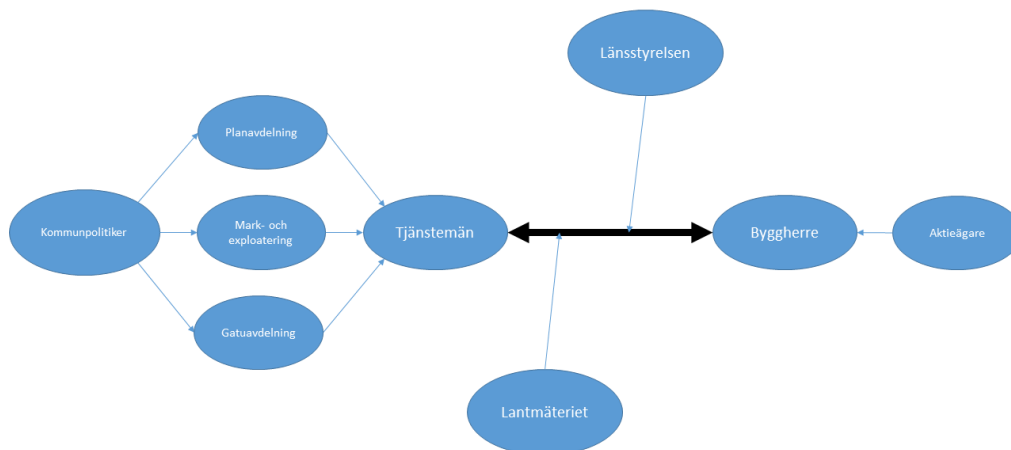 Länsstyrelsen
Planavdelning
Kommunpolitiker
Mark- och
exploatering
Tjänstemän
Byggherre
Aktieägare
Gatuavdelning
Lantmäteriet